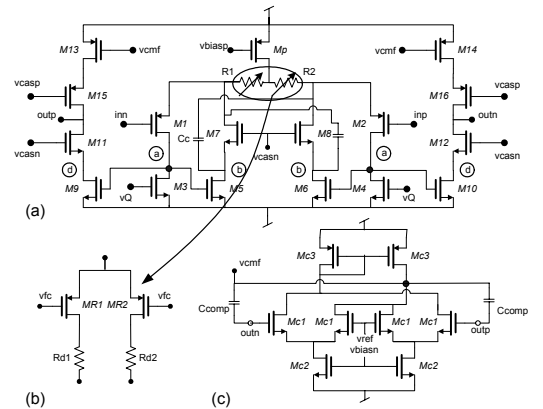 M13
vcmf
vbiasp
Mp
vcmf
M14
R1
R2
vcasp
M15
M16
vcasp
outp
outn
inn
M1
Cc
M7
M8
M2
inp
M11
M12
vcasn
vcasn
vcasn
a
a
d
b
b
d
M9
M3
M5
M6
M4
M10
vQ
vQ
(a)
Mc3
Mc3
vcmf
vfc
MR1
MR2
vfc
Ccomp
Ccomp
Mc1
Mc1
Mc1
Mc1
outn
outp
vref
vbiasn
Rd1
Rd2
Mc2
Mc2
(b)
(c)